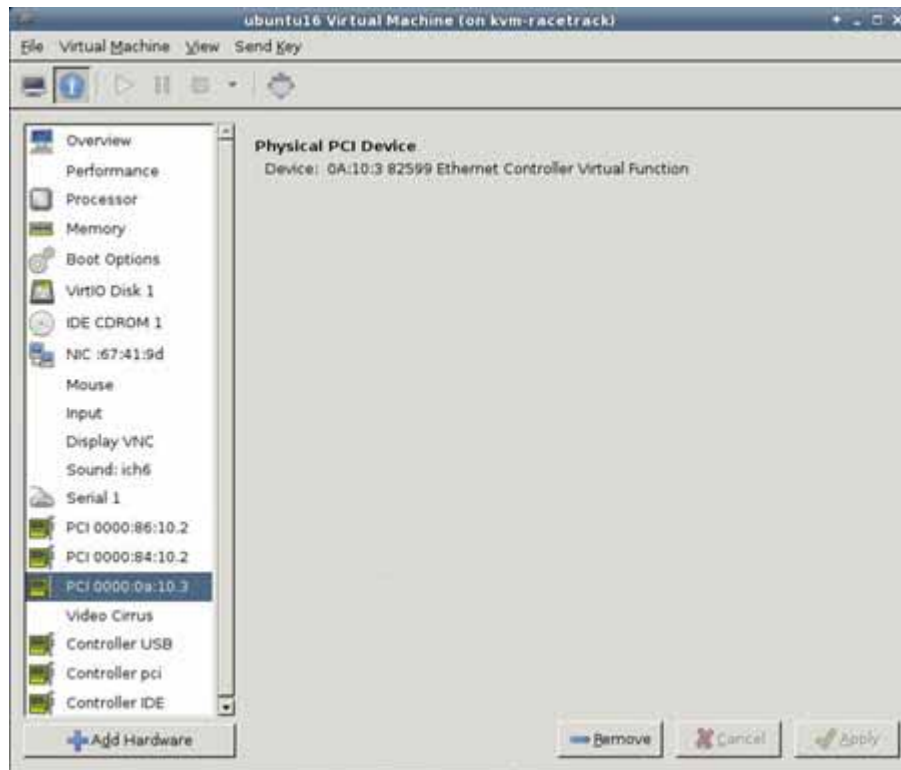 ubuntu16 Virtual Machine (on kvm-racetrack)
File Virtual Machine View Send Key
Overview
Performance
Processor
Memory
Boot Options
VirtIO Disk 1
IDE CDROM 1
NIC :67:41:9d
Mouse
Input
Display VNC
Sound: ich6
Serial 1
PCI 0000:86:10.2
PCI 0000:84:10.2
PCI 0000:0a:10.3
Video Cirrus
Controller USB
Controller pci
Controller IDE
Add Hardware
Physical PCI Device
Device: 0A:10:3 82599 Ethernet Controller Virtual Function
Remove Cancel Apply